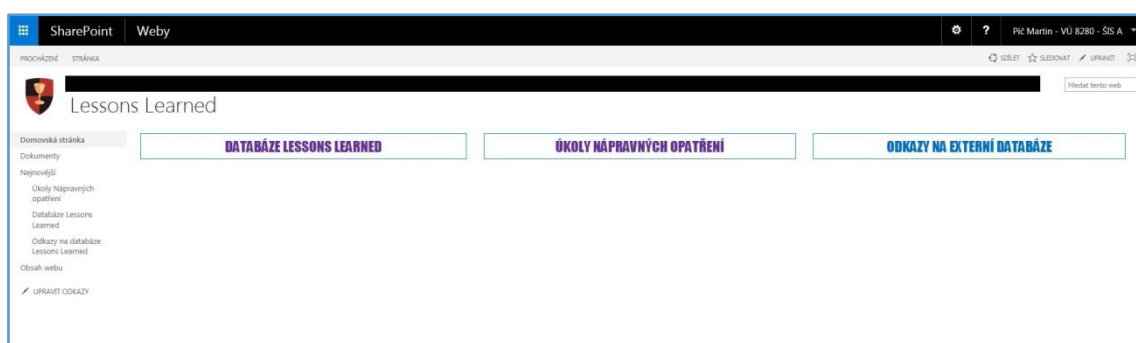 SharePoint Weby ? Pič Martin - VÚ 8280 - ŠIS A
PROCHÁZENÍ STRÁNKA SDÍLET SLEDOVAT UPRAVIT
Hledat tento web
Lessons Learned
Domovská stránka
Dokumenty
Nejnovější
Úkoly Nápravných
opatření
Databáze Lessons
Learned
Odkazy na databáze
Lessons Learned
Obsah webu
UPRAVIT ODKAZY
DATABÁZE LESSONS LEARNED
ÚKOLY NÁPRAVNÝCH OPATŘENÍ
ODKAZY NA EXTERNÍ DATABÁZE